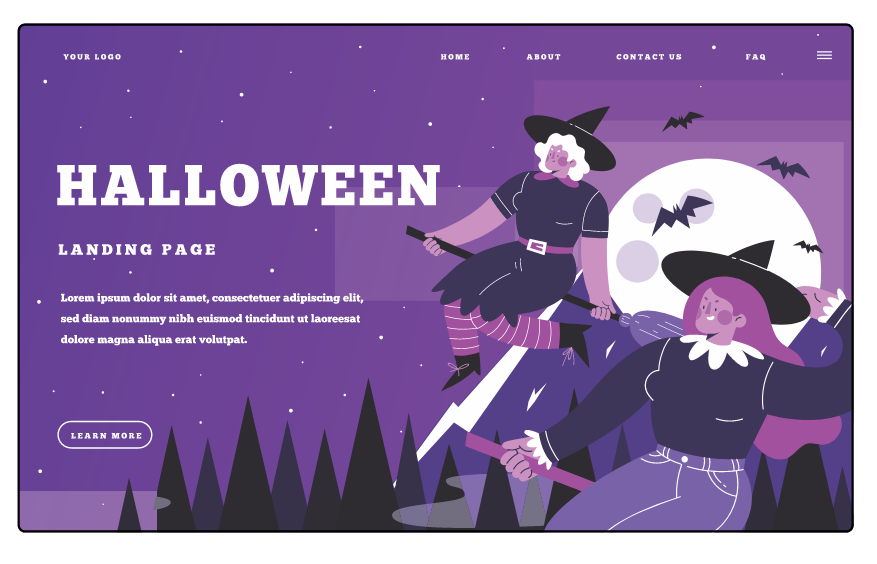 YOUR LOGO
HOME
ABOUT
CONTACT US
FAQ
HALLOWEEN
LANDING PAGE
Lorem ipsum dolor sit amet, consectetuer adipiscing elit,
sed diam nonummy nibh euismod tincidunt ut laoreesat
dolore magna aliqua erat volutpat.
LEARN MORE